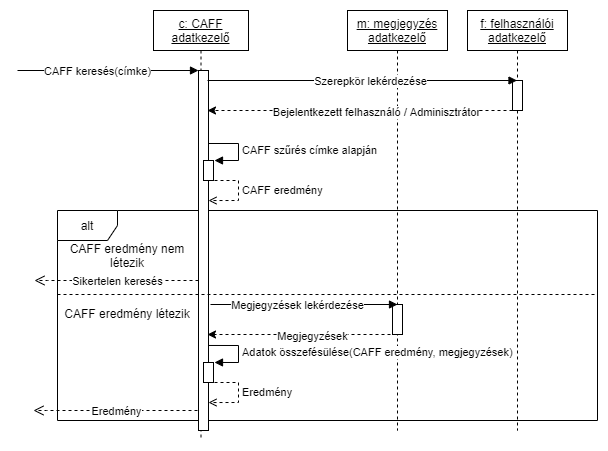 c: CAFF
adatkezelő
m: megjegyzés
adatkezelő
f: felhasználói
adatkezelő
CAFF keresés(címke)
Szerepkör lekérdezése
Bejelentkezett felhasználó / Adminisztrátor
CAFF szűrés címke alapján
CAFF eredmény
alt
CAFF eredmény nem
létezik
Sikertelen keresés
CAFF eredmény létezik
Megjegyzések lekérdezése
Megjegyzések
Adatok összefésülése(CAFF eredmény, megjegyzések)
Eredmény
Eredmény